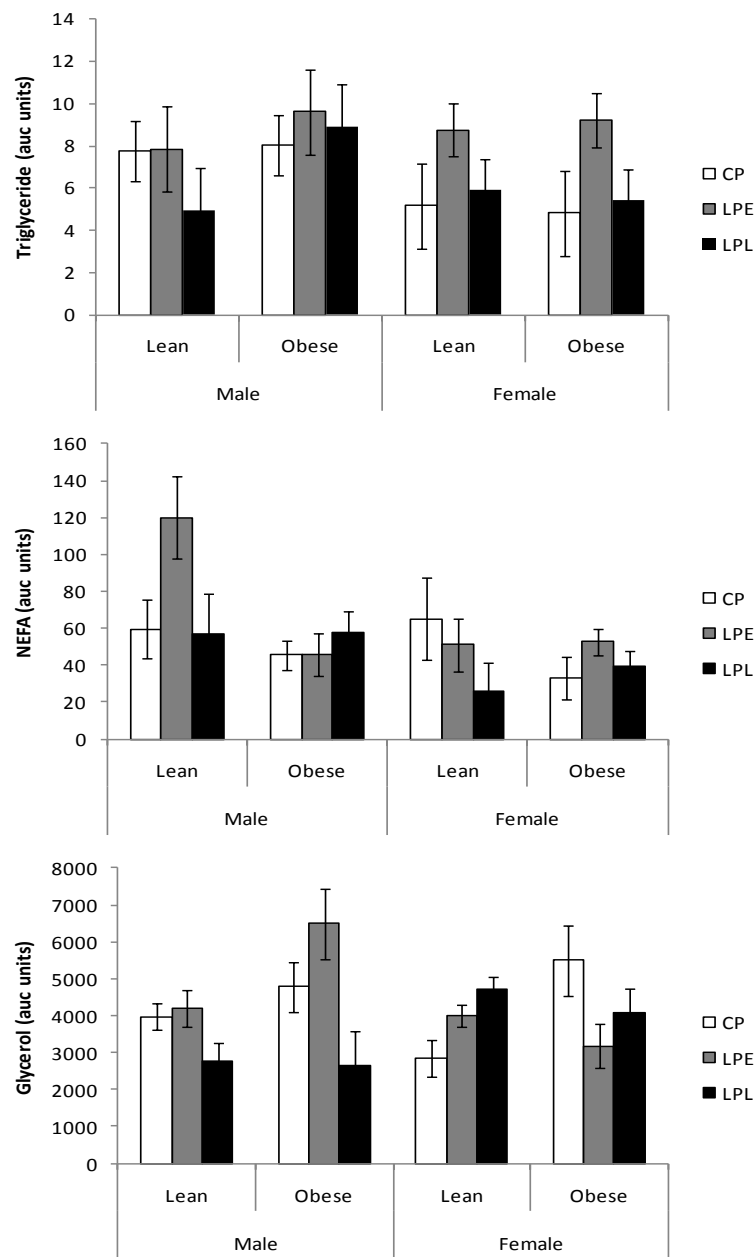 Triglyceride (auc units)
14
12
10
8
6
4
2
0
Lean Obese Lean Obese
Male Female
CP
LPE
LPL
NEFA (auc units)
160
140
120
100
80
60
40
20
0
Lean Obese Lean Obese
Male Female
CP
LPE
LPL
Glycerol (auc units)
8000
7000
6000
5000
4000
3000
2000
1000
0
Lean Obese Lean Obese
Male Female
CP
LPE
LPL